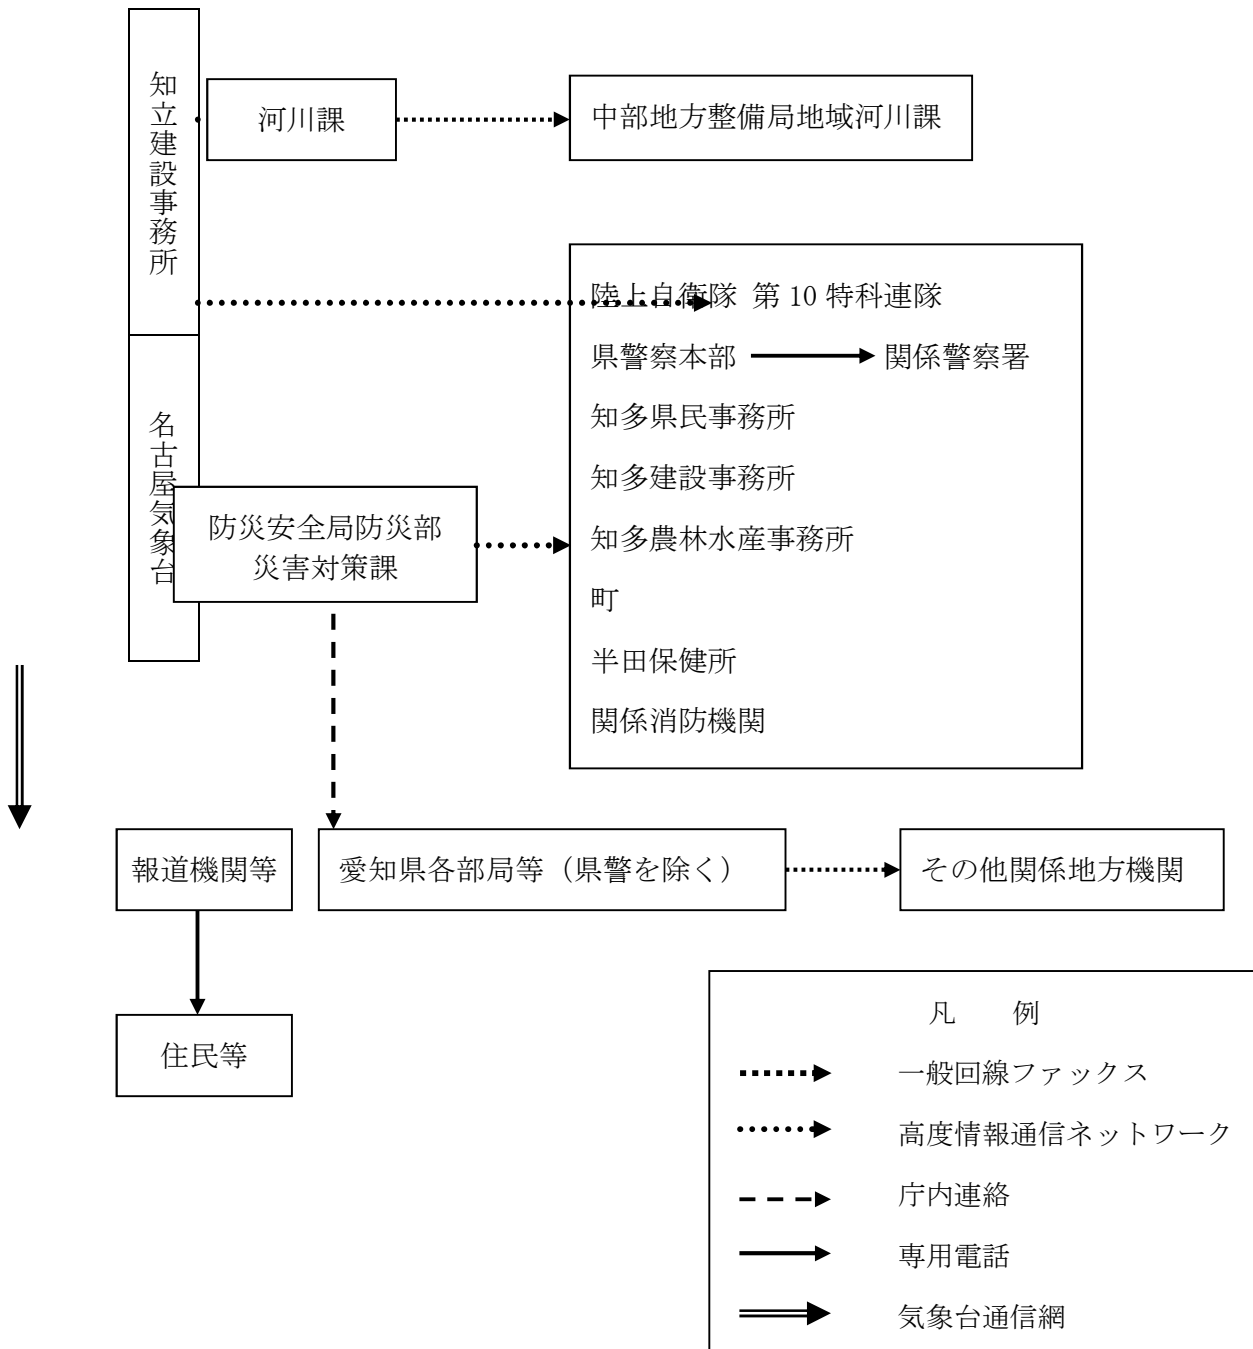 知立建設事務所
河川課
中部地方整備局地域河川課
陸上自衛隊 第 10 特科連隊
県警察本部
関係警察署
知多県民事務所
知多建設事務所
知多農林水産事務所
町
半田保健所
関係消防機関
名古屋気象台
防災安全局防災部
災害対策課
報道機関等
愛知県各部局等（県警を除く）
その他関係地方機関
住民等
凡　例
一般回線ファックス
高度情報通信ネットワーク
庁内連絡
専用電話
気象台通信網